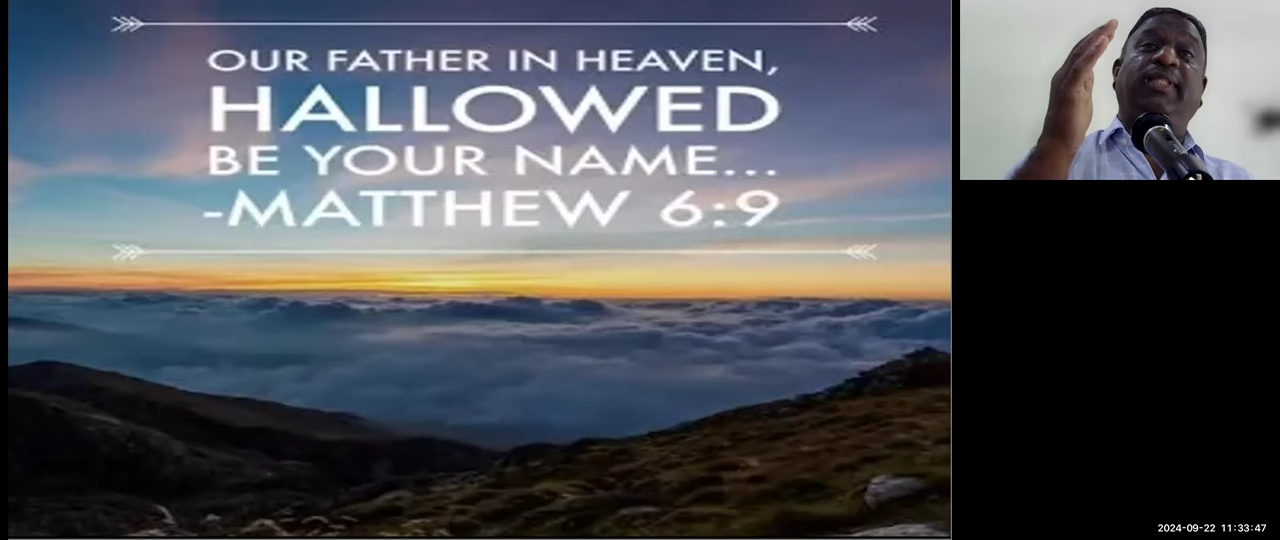 OUR FATHER IN HEAVEN,
HALLOWED
BE YOUR NAME...
-MATTHEW 6:9
2024-09-22 11:33:47